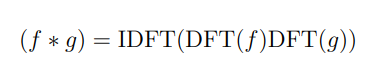 (f ∗ g) = IDFT(DFT(f)DFT(g))